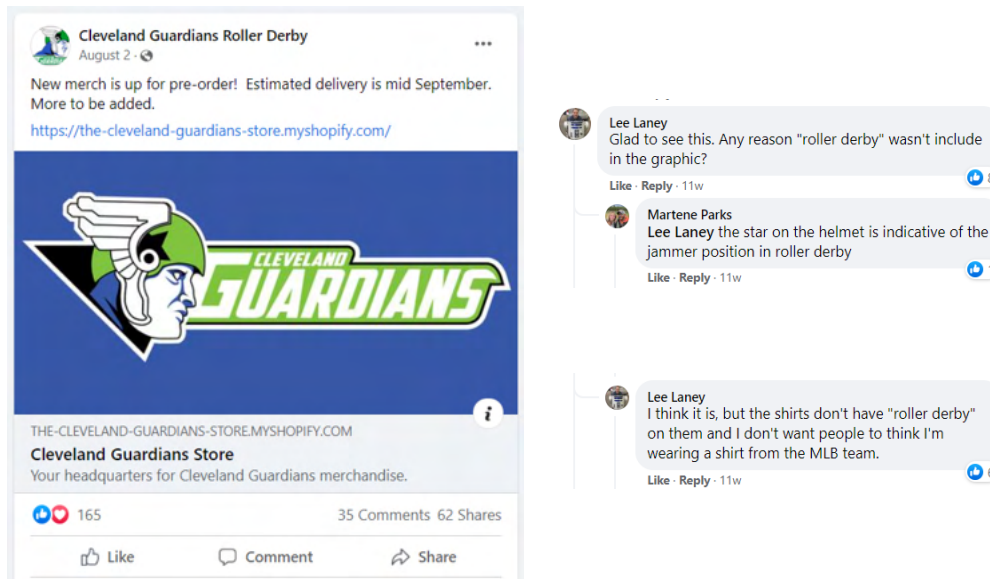 Cleveland Guardians Roller Derby
August 2 ·
New merch is up for pre-order! Estimated delivery is mid September.
More to be added.
https://the-cleveland-guardians-store.myshopify.com/
CLEVELAND
GUARDIANS
i
THE-CLEVELAND-GUARDIANS-STORE.MYSHOPIFY.COM
Cleveland Guardians Store
Your headquarters for Cleveland Guardians merchandise.
165
35 Comments 62 Shares
Like Comment Share
Lee Laney
Glad to see this. Any reason "roller derby" wasn't include
in the graphic?
Like · Reply · 11w
Martene Parks
Lee Laney the star on the helmet is indicative of the
jammer position in roller derby
Like · Reply · 11w
Lee Laney
I think it is, but the shirts don't have "roller derby"
on them and I don't want people to think I'm
wearing a shirt from the MLB team.
Like · Reply · 11w